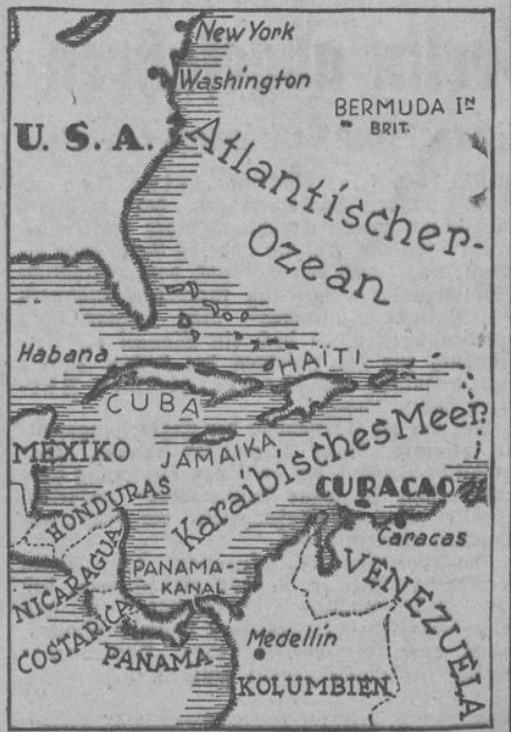 New York
Washington
BERMUDA IN
BRIT.
U. S. A.
Atlantischer-
Ozean
Habana
HAITI
CUBA
MEXIKO
JAMAIKA
Karaibisches Meer
CURACAO
HONDURAS
Caracas
NICARAGUA
PANAMA-
KANAL
VENEZUELA
COSTARICA
PANAMA
Medellín
KOLUMBIEN